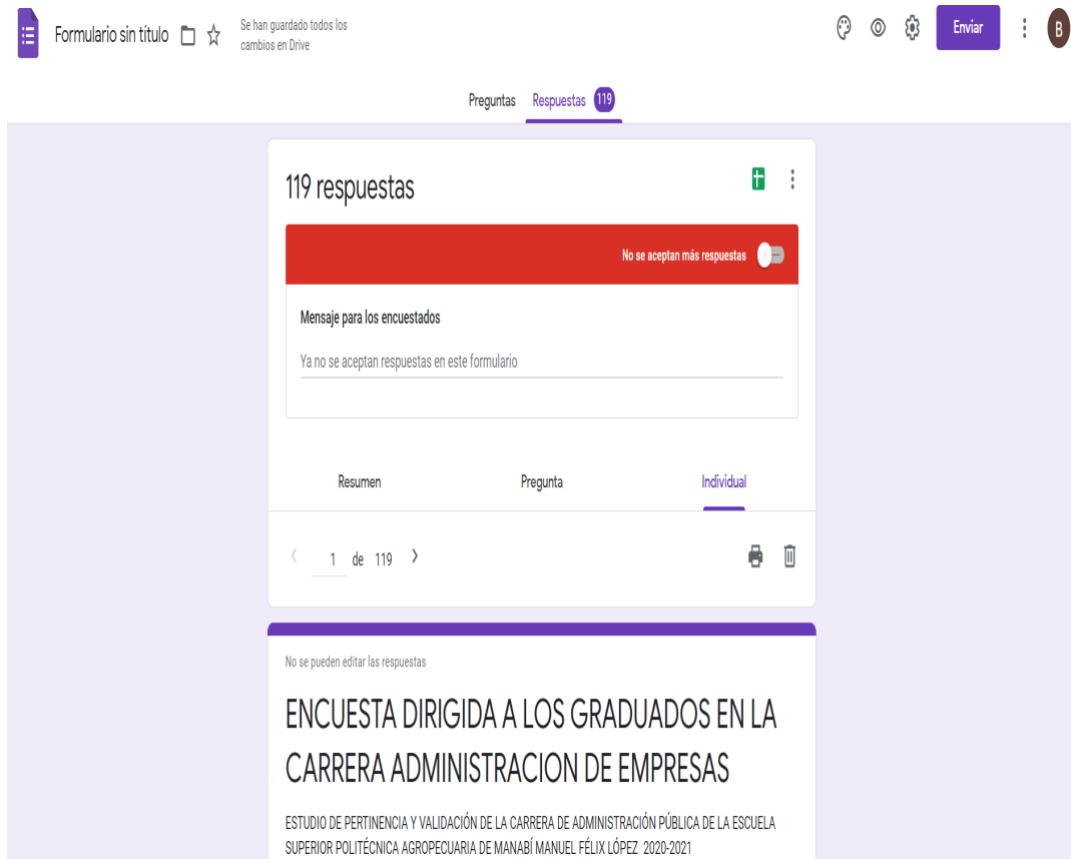 Formulario sin título
Se han guardado todos los
cambios en Drive
Enviar
B
Preguntas Respuestas 119
119 respuestas
No se aceptan más respuestas
Mensaje para los encuestados
Ya no se aceptan respuestas en este formulario
Resumen Pregunta Individual
1 de 119
No se pueden editar las respuestas
ENCUESTA DIRIGIDA A LOS GRADUADOS EN LA
CARRERA ADMINISTRACION DE EMPRESAS
ESTUDIO DE PERTINENCIA Y VALIDACIÓN DE LA CARRERA DE ADMINISTRACIÓN PÚBLICA DE LA ESCUELA
SUPERIOR POLITÉCNICA AGROPECUARIA DE MANABÍ MANUEL FÉLIX LÓPEZ 2020-2021